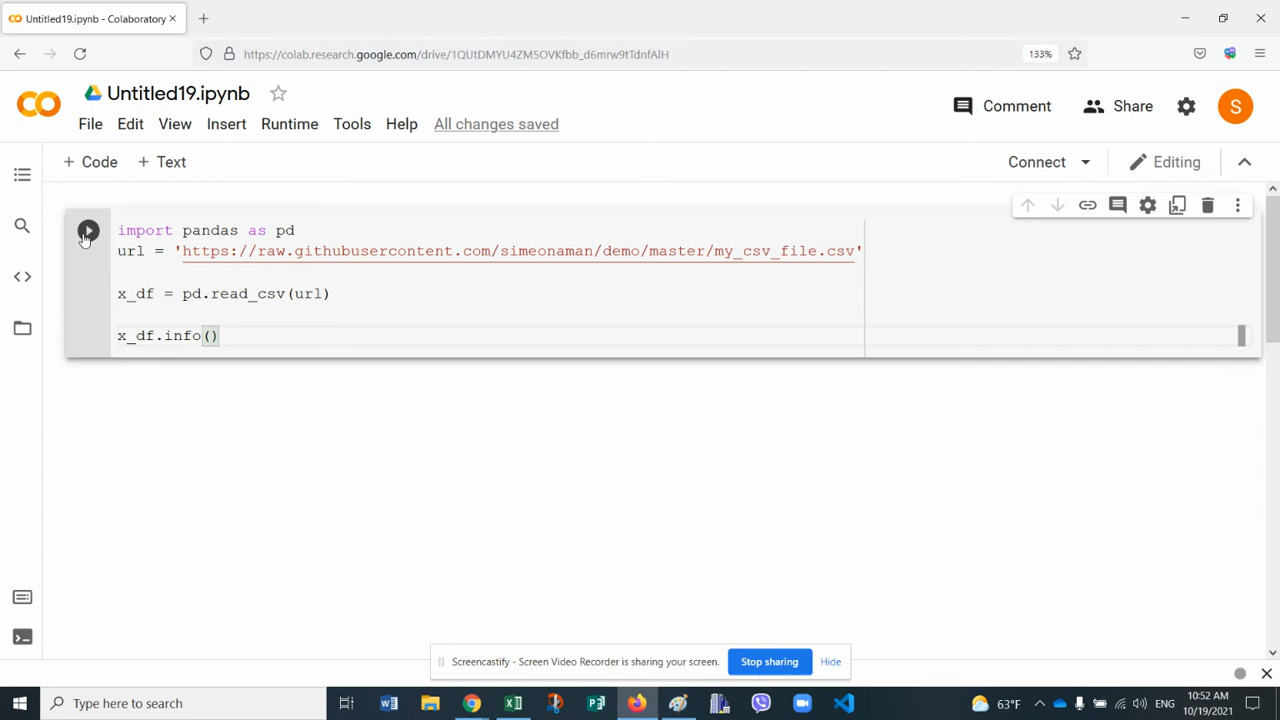 Untitled19.ipynb - Colaboratory
https://colab.research.google.com/drive/1QUtDMYU4ZM5OVKfbb_d6mrw9tTdnfAlH
133%
Untitled19.ipynb
Comment
Share
S
File Edit View Insert Runtime Tools Help All changes saved
+ Code + Text
Connect
Editing
import pandas as pd
url = 'https://raw.githubusercontent.com/simeonaman/demo/master/my_csv_file.csv'
x_df = pd.read_csv(url)
x_df.info()
Screencastify - Screen Video Recorder is sharing your screen.
Stop sharing
Hide
Type here to search
63°F
ENG
10:52 AM
10/19/2021